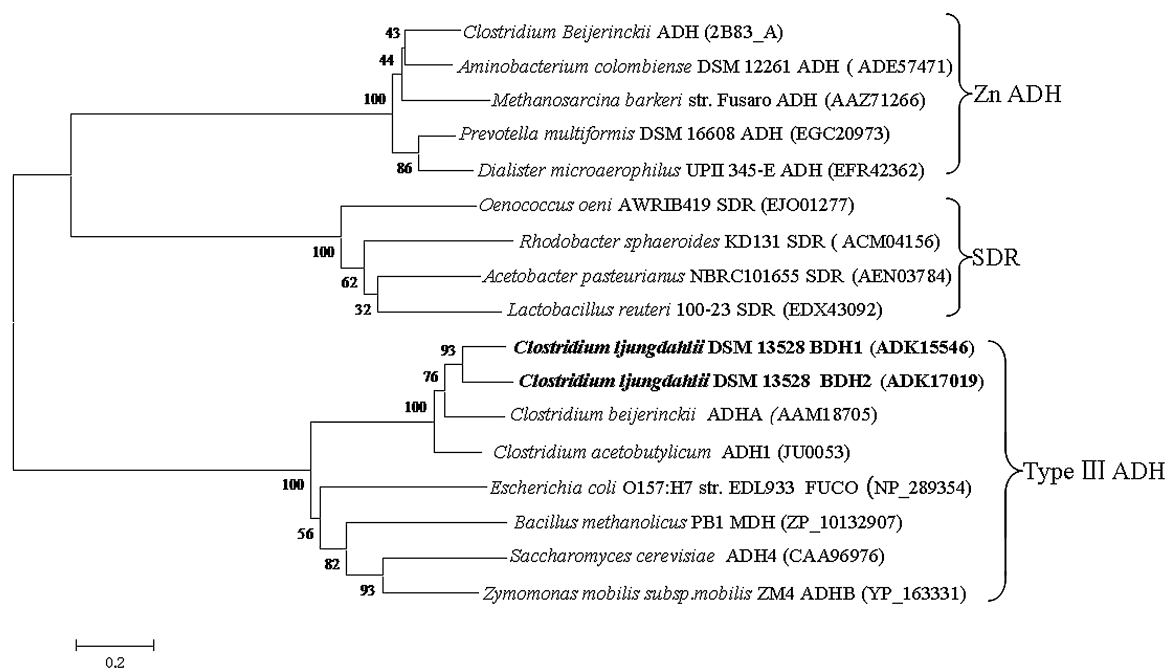 43
Clostridium Beijerinckii ADH (2B83_A)
44
Aminobacterium colombiense DSM 12261 ADH ( ADE57471)
100
Methanosarcina barkeri str. Fusaro ADH (AAZ71266)
Zn ADH
Prevotella multiformis DSM 16608 ADH (EGC20973)
86
Dialister microaerophilus UPII 345-E ADH (EFR42362)
Oenococcus oeni AWRIB419 SDR (EJO01277)
100
Rhodobacter sphaeroides KD131 SDR ( ACM04156)
SDR
62
Acetobacter pasteurianus NBRC101655 SDR (AEN03784)
32
Lactobacillus reuteri 100-23 SDR (EDX43092)
93
Clostridium ljungdahlii DSM 13528 BDH1 (ADK15546)
76
Clostridium ljungdahlii DSM 13528 BDH2 (ADK17019)
100
Clostridium beijerinckii ADHA (AAM18705)
Clostridium acetobutylicum ADH1 (JU0053)
Type III ADH
100
Escherichia coli O157:H7 str. EDL933 FUCO (NP_289354)
56
Bacillus methanolicus PB1 MDH (ZP_10132907)
82
Saccharomyces cerevisiae ADH4 (CAA96976)
93
Zymomonas mobilis subsp.mobilis ZM4 ADHB (YP_163331)
0.2